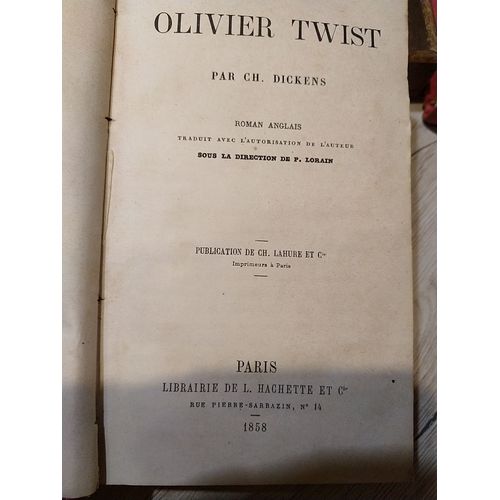 OLIVIER TWIST
PAR CH. DICKENS
ROMAN ANGLAIS
TRADUIT AVEC L'AUTORISATION DE L'AUTEUR
SOUS LA DIRECTION DE P. LORAIN
PUBLICATION DE CH. LAHURE ET Cie
Imprimeurs à Paris
PARIS
LIBRAIRIE DE L. HACHETTE ET Cie
RUE PIERRE-SARRAZIN, N° 14
1858